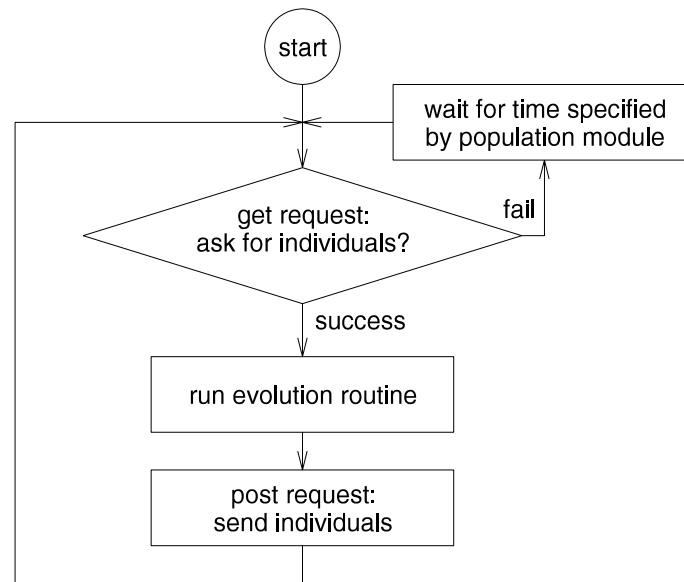 start
wait for time specified
by population module
get request:
ask for individuals?
fail
success
run evolution routine
post request:
send individuals